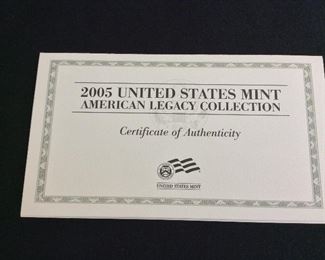 2005 UNITED STATES MINT
AMERICAN LEGACY COLLECTION
Certificate of Authenticity
UNITED STATES MINT